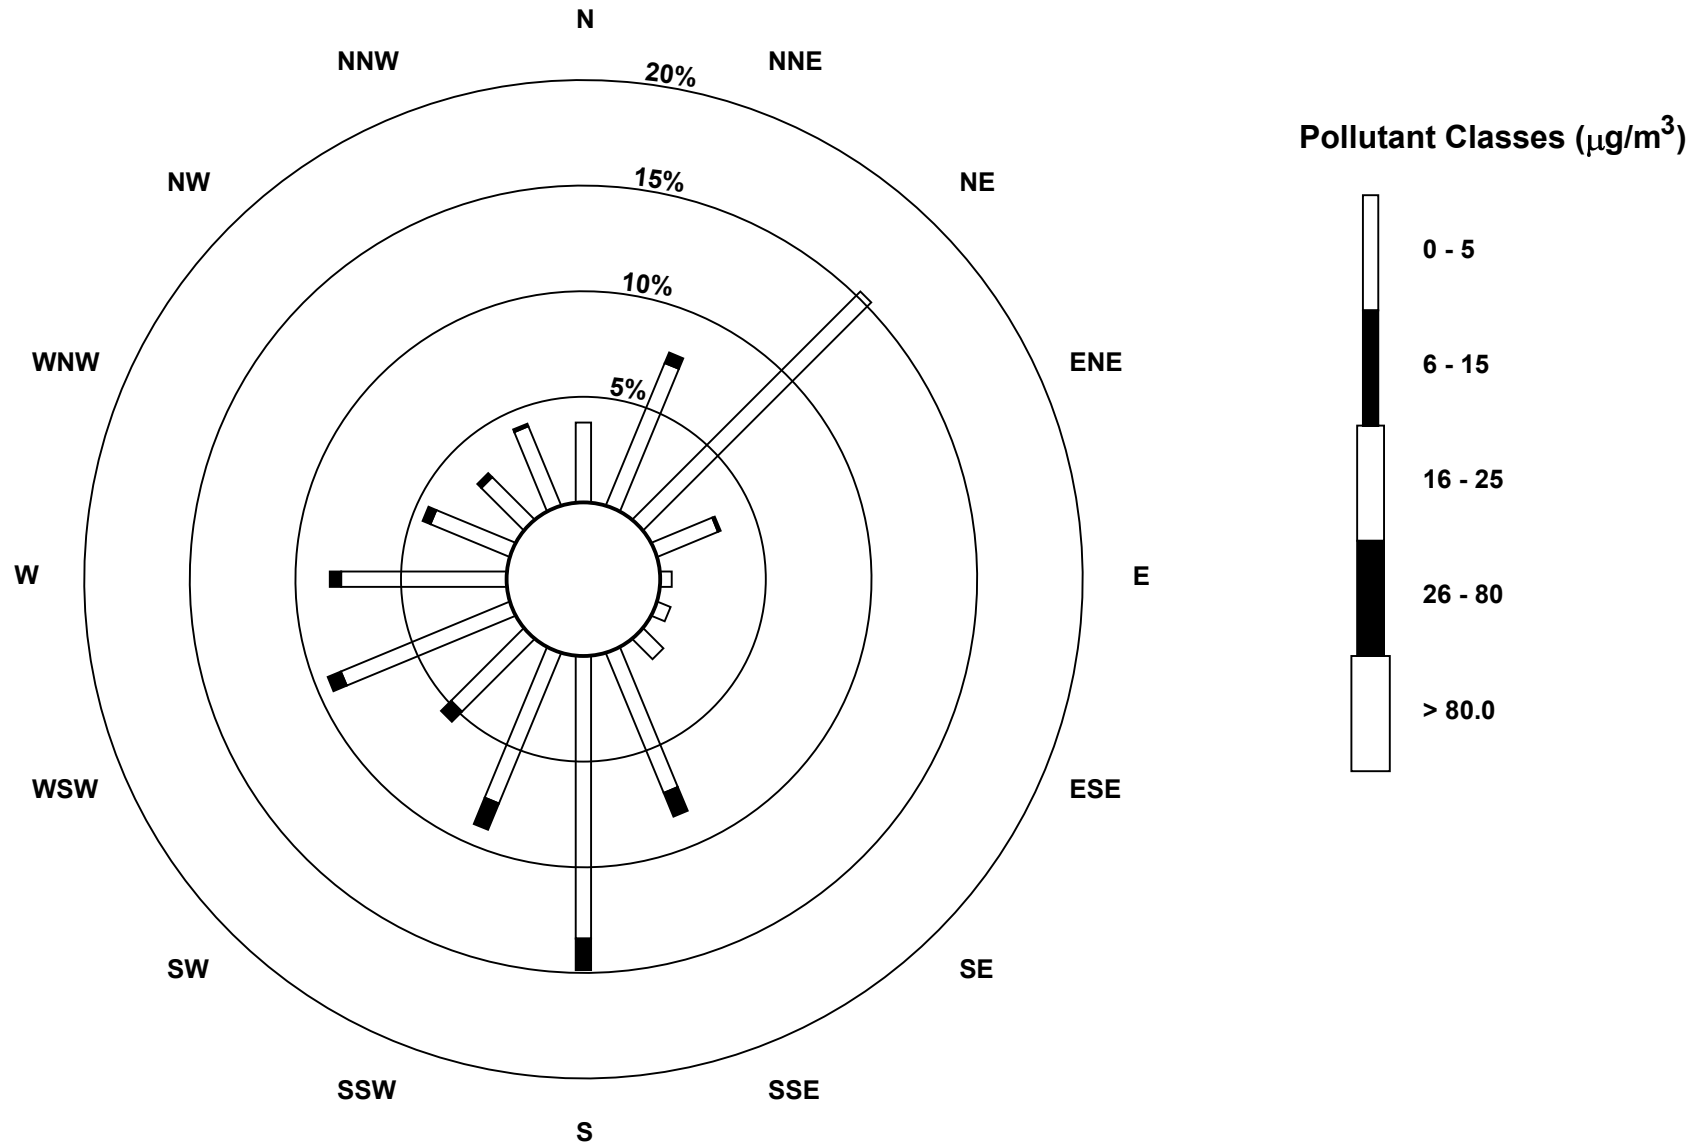 N
NNW
NNE
20%
Pollutant Classes (μg/m³)
15%
NW
NE
0 - 5
10%
WNW
ENE
6 - 15
5%
16 - 25
W
E
26 - 80
> 80.0
WSW
ESE
SW
SE
SSW
SSE
S